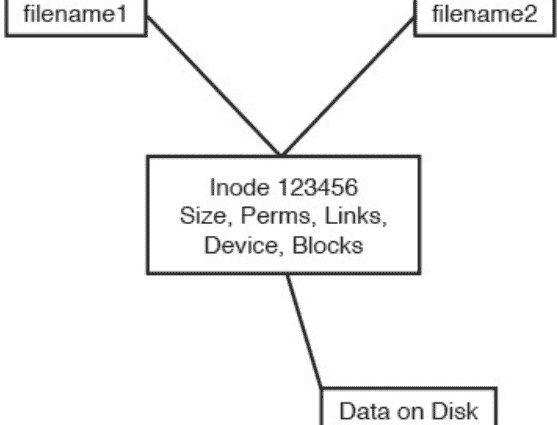 filename1
filename2
Inode 123456
Size, Perms, Links,
Device, Blocks
Data on Disk